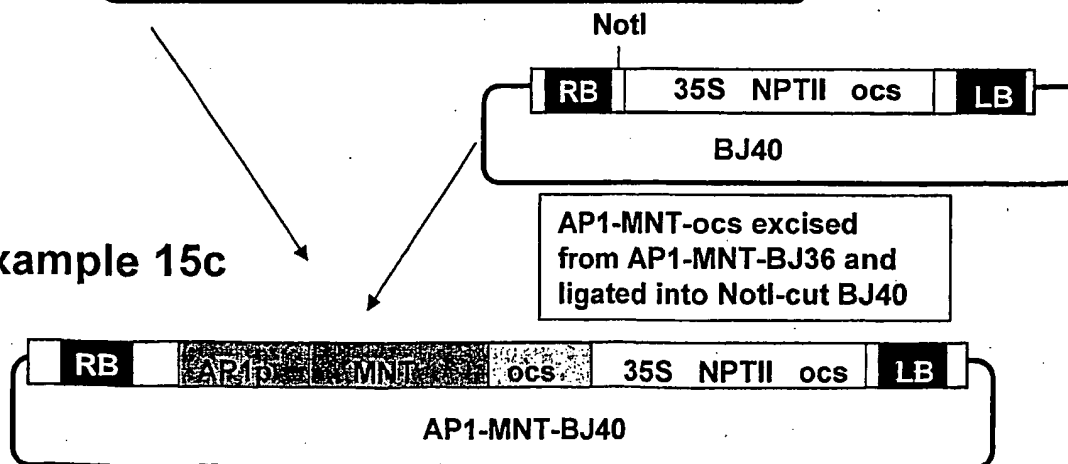 NotI
RB 35S NPTII ocs LB
BJ40
AP1-MNT-ocs excised
from AP1-MNT-BJ36 and
ligated into NotI-cut BJ40
xample 15c
RB AP1p MNT ocs 35S NPTII ocs LB
AP1-MNT-BJ40